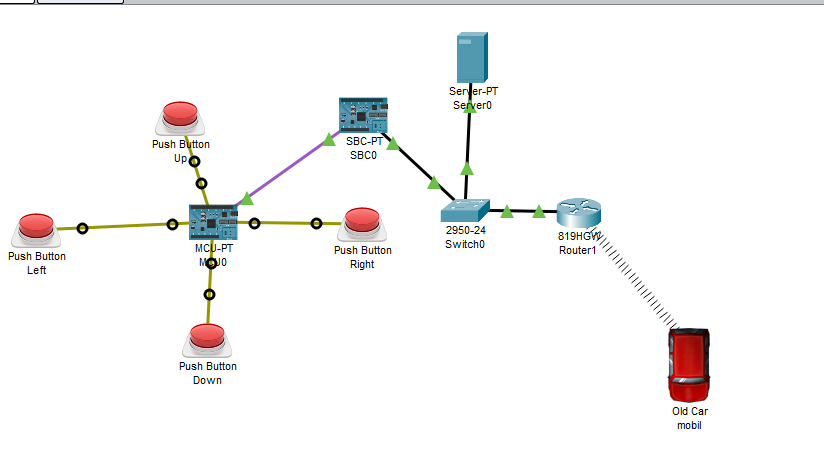 Server-PT
Server0
Push Button
Up
SBC-PT
SBC0
2950-24
Switch0
819HGW
Router1
MCU-PT
MCU0
Push Button
Left
Push Button
Right
Push Button
Down
Old Car
mobil